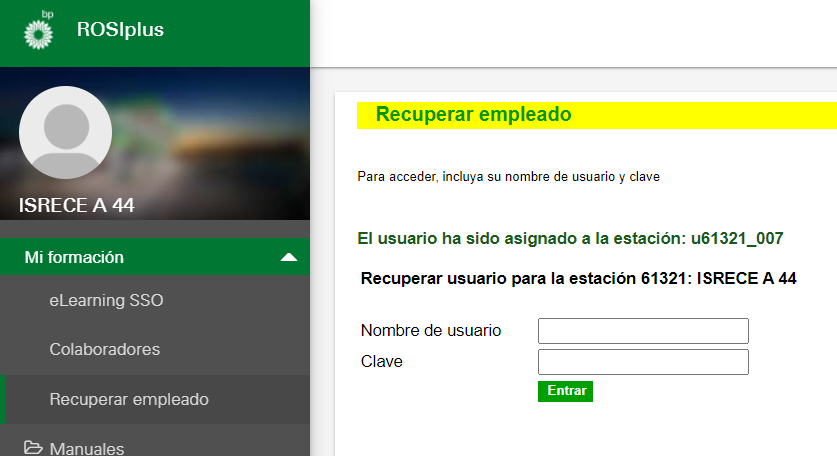 bp
ROSIplus
ISRECE A 44
Mi formación
eLearning SSO
Colaboradores
Recuperar empleado
Manuales
Recuperar empleado
Para acceder, incluya su nombre de usuario y clave
El usuario ha sido asignado a la estación: u61321_007
Recuperar usuario para la estación 61321: ISRECE A 44
Nombre de usuario
Clave
Entrar